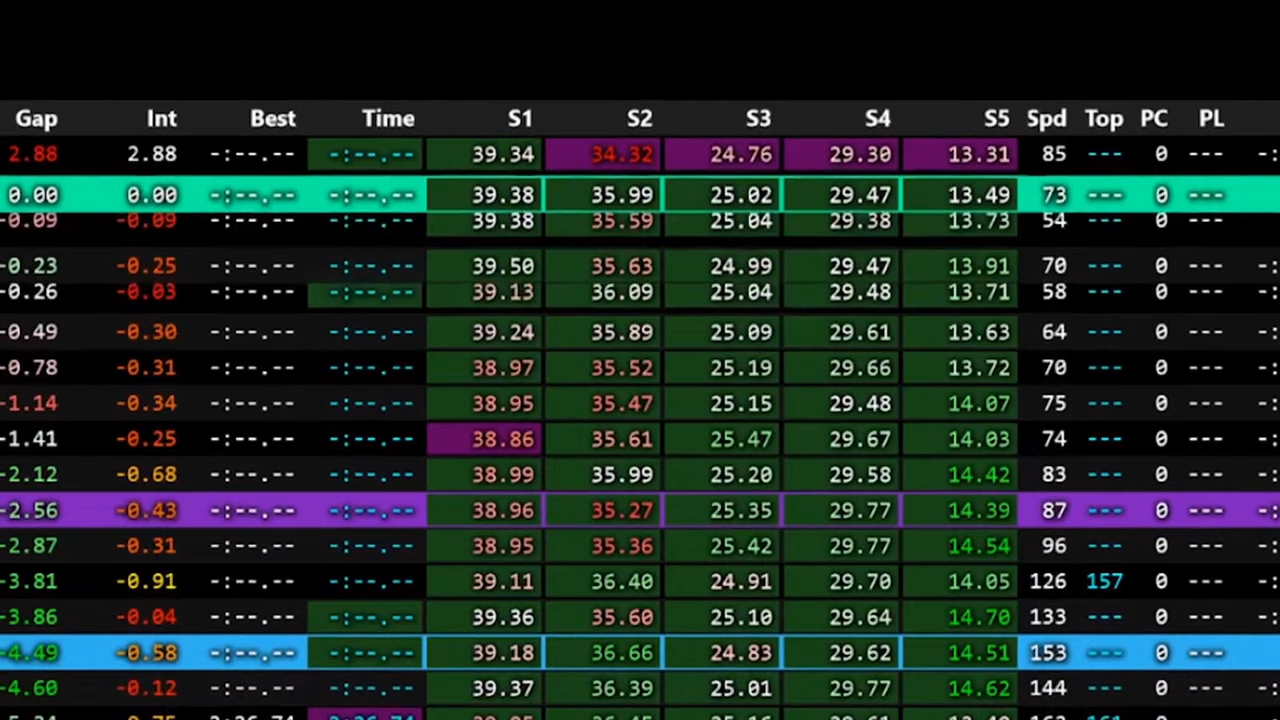 Gap Int Best Time S1 S2 S3 S4 S5 Spd Top PC PL
2.88 2.88 -:--.-- -:--.-- 39.34 34.32 24.76 29.30 13.31 85 --- 0 --- -:
0.00 0.00 -:--.-- -:--.-- 39.38 35.99 25.02 29.47 13.49 73 --- 0 ---
-0.09 -0.09 -:--.-- -:--.-- 39.38 35.59 25.04 29.38 13.73 54 --- 0 ---
-0.23 -0.25 -:--.-- -:--.-- 39.50 35.63 24.99 29.47 13.91 70 --- 0 --- -:
-0.26 -0.03 -:--.-- -:--.-- 39.13 36.09 25.04 29.48 13.71 58 --- 0 --- -:
-0.49 -0.30 -:--.-- -:--.-- 39.24 35.89 25.09 29.61 13.63 64 --- 0 --- -:
-0.78 -0.31 -:--.-- -:--.-- 38.97 35.52 25.19 29.66 13.72 70 --- 0 --- -:
-1.14 -0.34 -:--.-- -:--.-- 38.95 35.47 25.15 29.48 14.07 75 --- 0 --- -:
-1.41 -0.25 -:--.-- -:--.-- 38.86 35.61 25.47 29.67 14.03 74 --- 0 --- -:
-2.12 -0.68 -:--.-- -:--.-- 38.99 35.99 25.20 29.58 14.42 83 --- 0 --- -:
-2.56 -0.43 -:--.-- -:--.-- 38.96 35.27 25.35 29.77 14.39 87 --- 0 --- -:
-2.87 -0.31 -:--.-- -:--.-- 38.95 35.36 25.42 29.77 14.54 96 --- 0 --- -:
-3.81 -0.91 -:--.-- -:--.-- 39.11 36.40 24.91 29.70 14.05 126 157 0 --- -:
-3.86 -0.04 -:--.-- -:--.-- 39.36 35.60 25.10 29.64 14.70 133 --- 0 --- -:
-4.49 -0.58 -:--.-- -:--.-- 39.18 36.66 24.83 29.62 14.51 153 --- 0 ---
-4.60 -0.12 -:--.-- -:--.-- 39.37 36.39 25.01 29.77 14.62 144 --- 0 --- -: